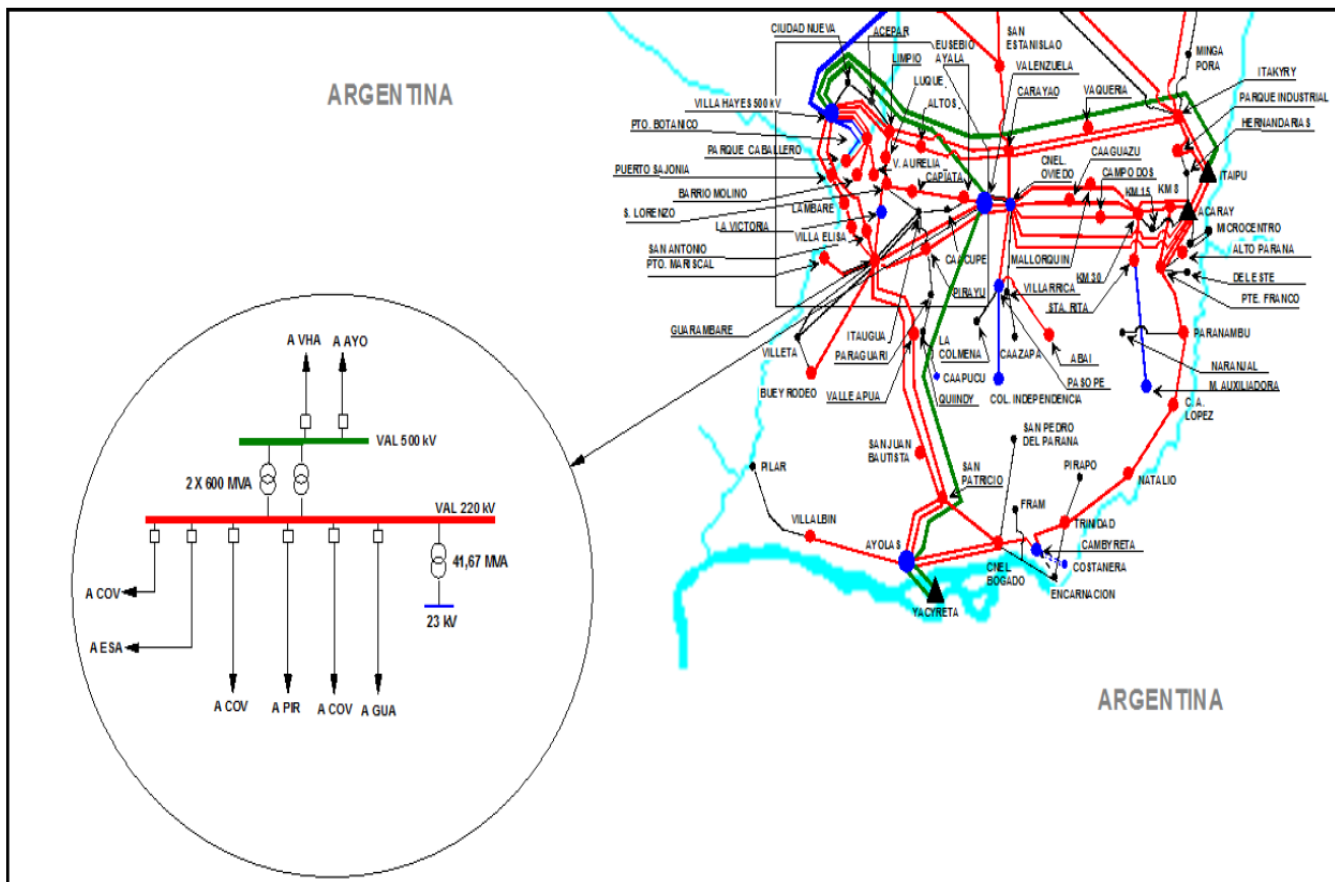 ARGENTINA
CIUDAD NUEVA
ACEPAR
LIMPIO
EUSEBIO
AYALA
SAN
ESTANISLAO
VALENZUELA
MINGA
PORA
ITAKYRY
LUQUE
CARAYAO
VAQUERIA
PARQUE INDUSTRIAL
VILLA HAYES 500 kV
ALTOS
HERNANDARIAS
PTO. BOTANICO
PARQUE CABALLERO
V. AURELIA
CNEL.
OVIEDO
CAAGUAZU
PUERTO SAJONIA
CAPIATA
CAMPO DOS
ITAIPU
BARRIO MOLINO
KM 15
KM 8
S. LORENZO
LAMBARE
ACARAY
LA VICTORIA
MICROCENTRO
VILLA ELISA
SAN ANTONIO
CAACUPE
MALLORQUIN
ALTO PARANA
PTO. MARISCAL
KM 30
DEL ESTE
PIRAYU
VILLARRICA
GUARAMBARE
STA. RITA
PTE. FRANCO
ITAUGUA
VILLETA
PARAGUARI
LA
COLMENA
CAAZAPA
ABAI
PARANAMBU
NARANJAL
BUEY RODEO
VALLE APUA
CAAPUCU
QUIINDY
COL. INDEPENDENCIA
PASO PE
M. AUXILIADORA
C. A.
LOPEZ
SAN JUAN
BAUTISTA
SAN PEDRO
DEL PARANA
PILAR
SAN
PATRICIO
PIRAPO
NATALIO
FRAM
VILLALBIN
TRINIDAD
AYOLAS
CAMBYRETA
COSTANERA
CNEL.
BOGADO
ENCARNACION
YACYRETA
ARGENTINA
A VHA
A AYO
VAL 500 kV
2 X 600 MVA
VAL 220 kV
41,67 MVA
A COV
23 kV
A ESA
A COV
A PIR
A COV
A GUA